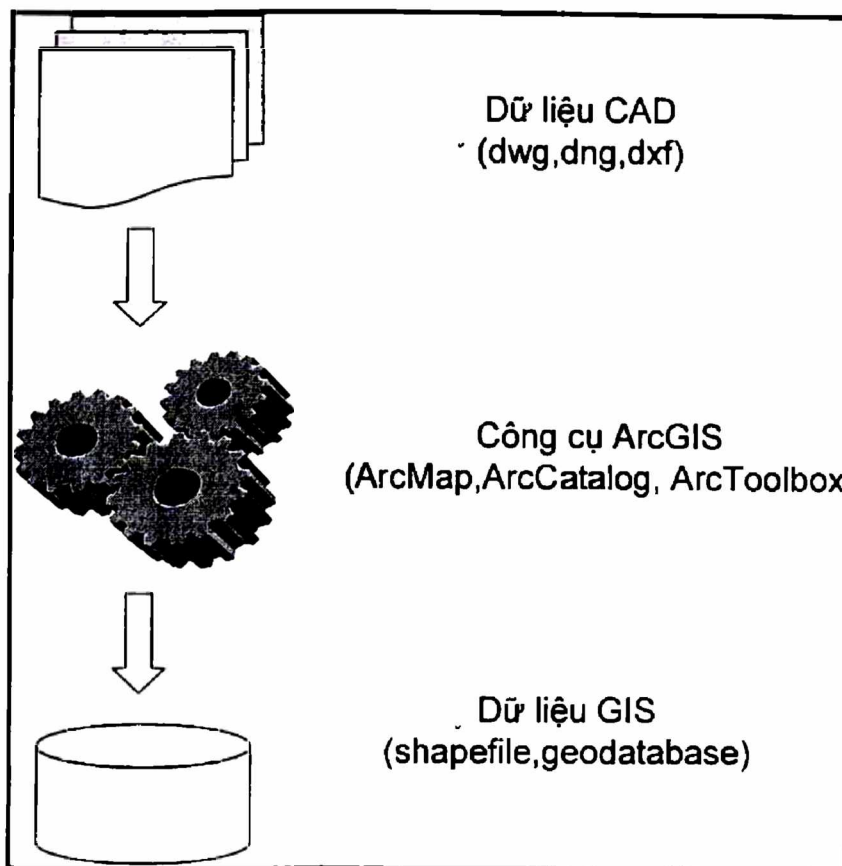 Dữ liệu CAD
(dwg,dng,dxf)
Công cụ ArcGIS
(ArcMap,ArcCatalog, ArcToolbox
Dữ liệu GIS
(shapefile,geodatabase)